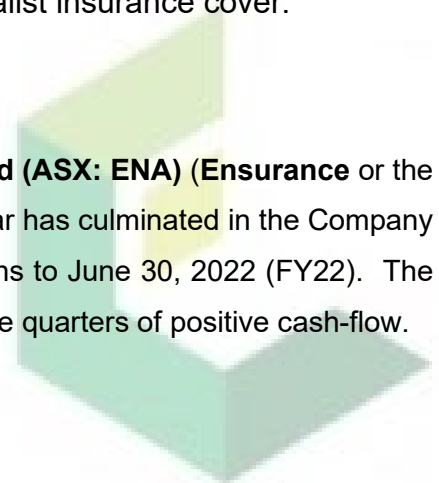 alist insurance cover.
d (ASX: ENA) (Ensurance or the
ar has culminated in the Company
ns to June 30, 2022 (FY22). The
e quarters of positive cash-flow.